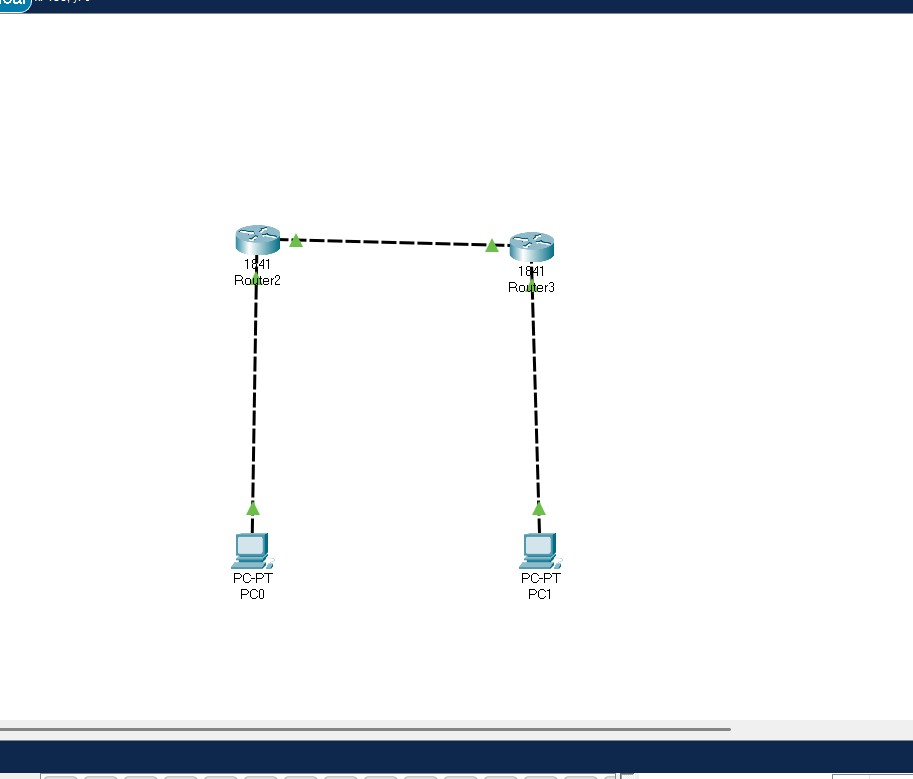 1841
Router2
1841
Router3
PC-PT
PC0
PC-PT
PC1